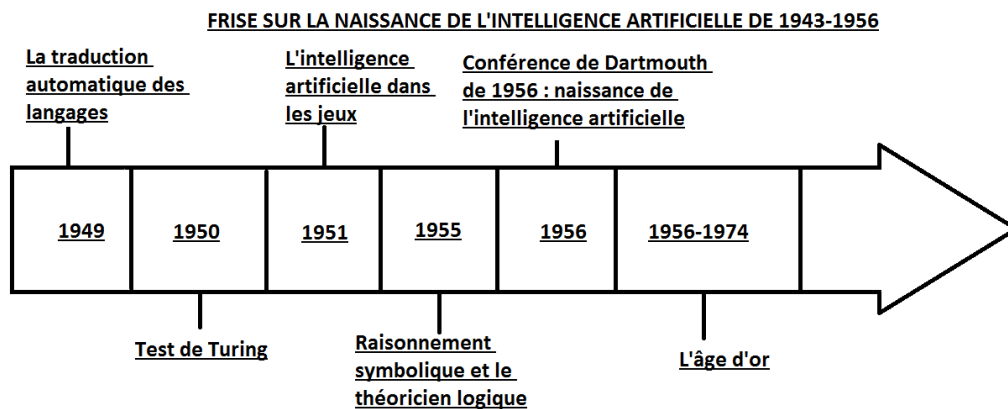 FRISE SUR LA NAISSANCE DE L'INTELLIGENCE ARTIFICIELLE DE 1943-1956
La traduction
automatique des
langages
L'intelligence
artificielle dans
les jeux
Conférence de Dartmouth
de 1956 : naissance de
l'intelligence artificielle
1949
1950
1951
1955
1956
1956-1974
Test de Turing
Raisonnement
symbolique et le
théoricien logique
L'âge d'or